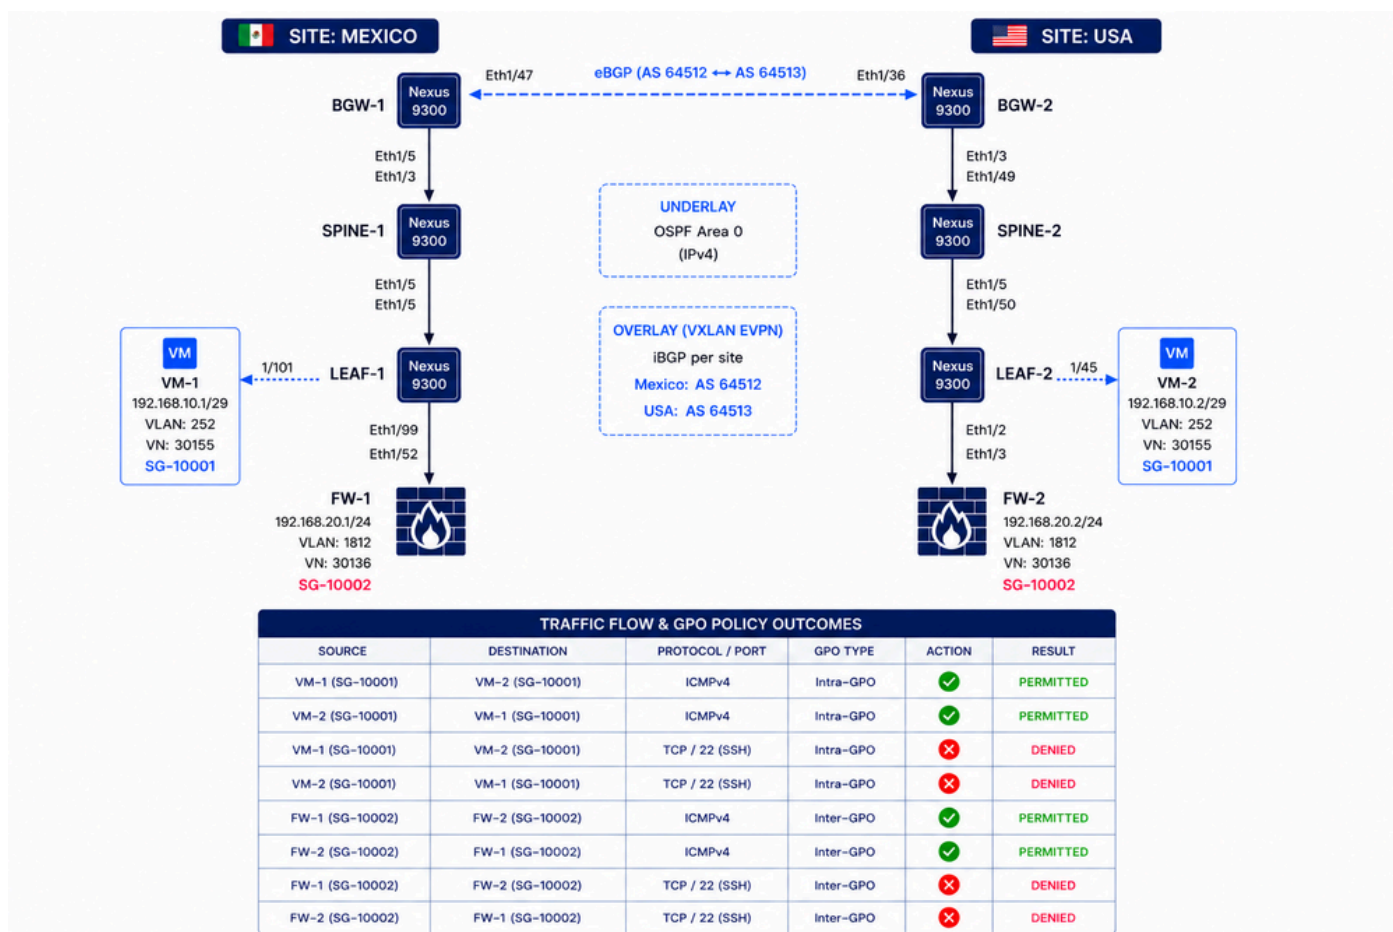 SITE: MEXICO
SITE: USA
BGW-1
Nexus
9300
Eth1/47
eBGP (AS 64512 ↔ AS 64513)
Eth1/36
Nexus
9300
BGW-2
Eth1/5
Eth1/3
Eth1/3
Eth1/49
SPINE-1
Nexus
9300
UNDERLAY
OSPF Area 0
(IPv4)
Nexus
9300
SPINE-2
Eth1/5
Eth1/5
Eth1/5
Eth1/50
OVERLAY (VXLAN EVPN)
iBGP per site
Mexico: AS 64512
USA: AS 64513
VM
VM-1
192.168.10.1/29
VLAN: 252
VN: 30155
SG-10001
1/101
LEAF-1
Nexus
9300
Nexus
9300
LEAF-2
1/45
VM
VM-2
192.168.10.2/29
VLAN: 252
VN: 30155
SG-10001
Eth1/99
Eth1/52
Eth1/2
Eth1/3
FW-1
192.168.20.1/24
VLAN: 1812
VN: 30136
SG-10002
FW-2
192.168.20.2/24
VLAN: 1812
VN: 30136
SG-10002
TRAFFIC FLOW & GPO POLICY OUTCOMES
SOURCE DESTINATION PROTOCOL / PORT GPO TYPE ACTION RESULT
VM-1 (SG-10001) VM-2 (SG-10001) ICMPv4 Intra-GPO PERMITTED
VM-2 (SG-10001) VM-1 (SG-10001) ICMPv4 Intra-GPO PERMITTED
VM-1 (SG-10001) VM-2 (SG-10001) TCP / 22 (SSH) Intra-GPO DENIED
VM-2 (SG-10001) VM-1 (SG-10001) TCP / 22 (SSH) Intra-GPO DENIED
FW-1 (SG-10002) FW-2 (SG-10002) ICMPv4 Inter-GPO PERMITTED
FW-2 (SG-10002) FW-1 (SG-10002) ICMPv4 Inter-GPO PERMITTED
FW-1 (SG-10002) FW-2 (SG-10002) TCP / 22 (SSH) Inter-GPO DENIED
FW-2 (SG-10002) FW-1 (SG-10002) TCP / 22 (SSH) Inter-GPO DENIED